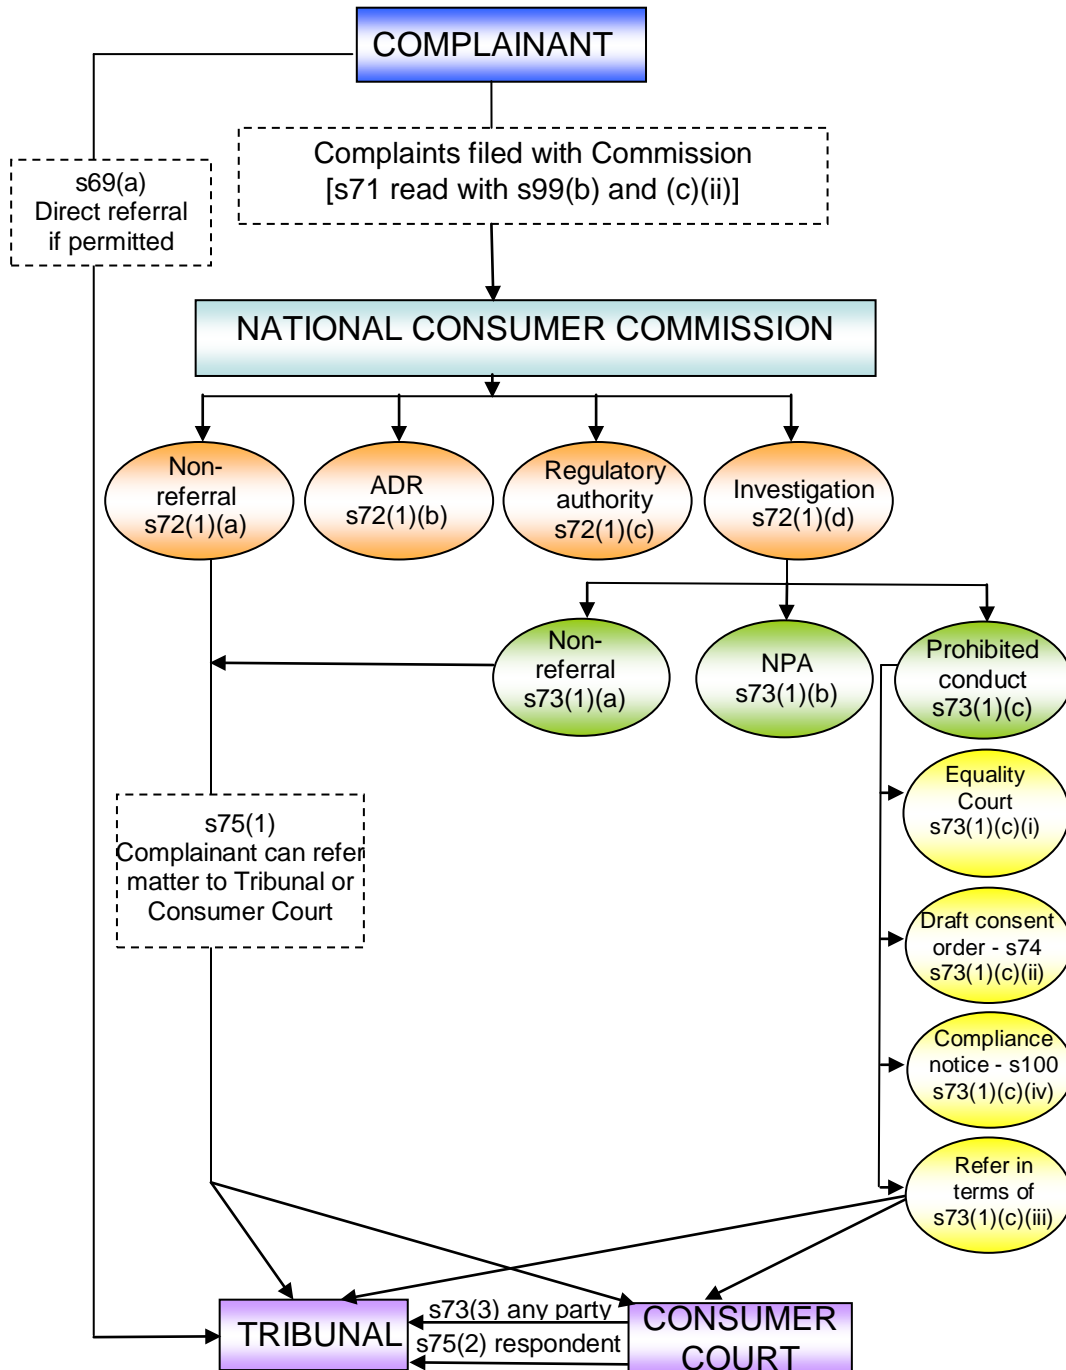 COMPLAINANT
s69(a)
Direct referral
if permitted
Complaints filed with Commission
[s71 read with s99(b) and (c)(ii)]
NATIONAL CONSUMER COMMISSION
Non-
referral
s72(1)(a)
ADR
s72(1)(b)
Regulatory
authority
s72(1)(c)
Investigation
s72(1)(d)
Non-
referral
s73(1)(a)
NPA
s73(1)(b)
Prohibited
conduct
s73(1)(c)
Equality
Court
s73(1)(c)(i)
s75(1)
Complainant can refer
matter to Tribunal or
Consumer Court
Draft consent
order - s74
s73(1)(c)(ii)
Compliance
notice - s100
s73(1)(c)(iv)
Refer in
terms of
s73(1)(c)(iii)
TRIBUNAL
s73(3) any party
s75(2) respondent
CONSUMER
COURT